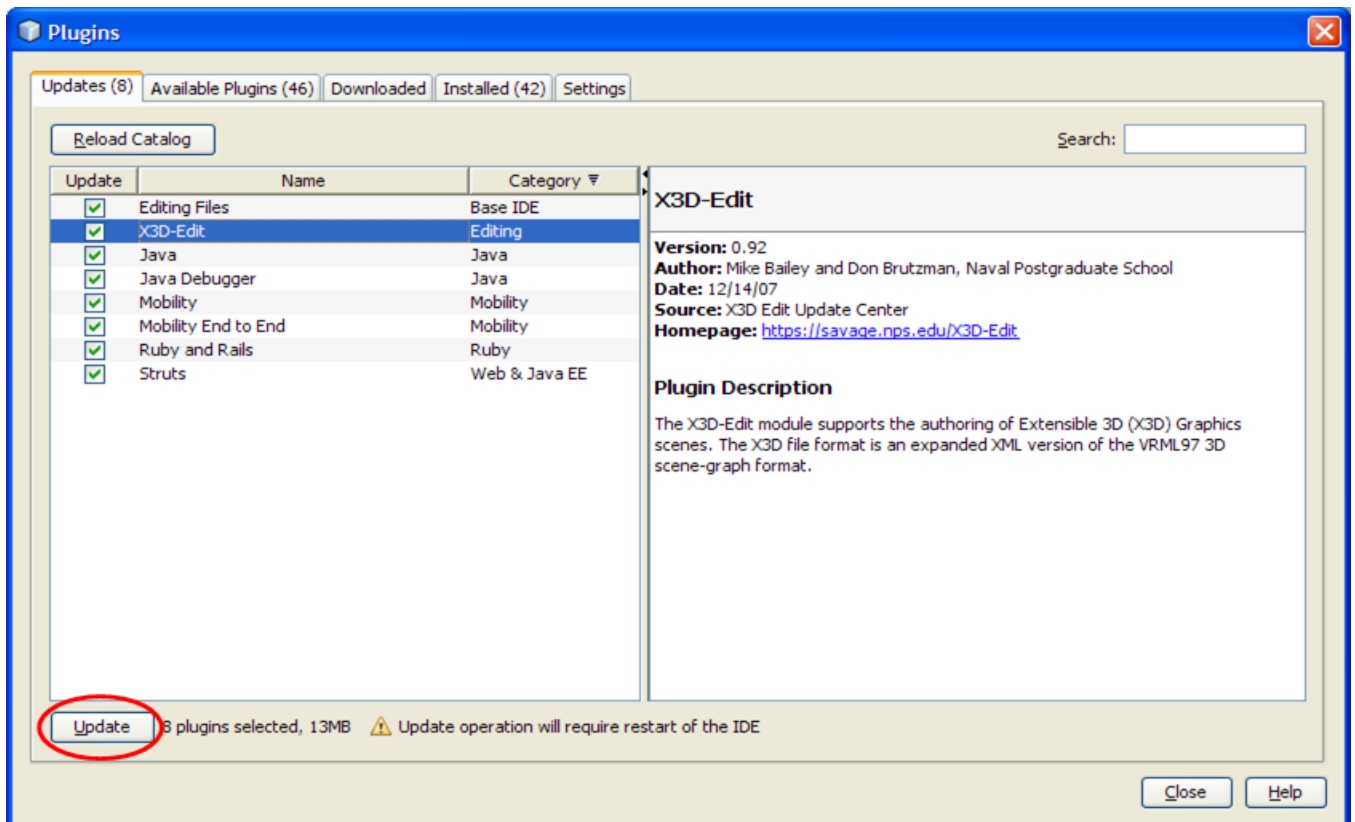 Plugins
Updates (8) Available Plugins (46) Downloaded Installed (42) Settings
Reload Catalog Search:
Update Name Category
Editing Files Base IDE
X3D-Edit Editing
Java Java
Java Debugger Java
Mobility Mobility
Mobility End to End Mobility
Ruby and Rails Ruby
Struts Web & Java EE
X3D-Edit
Version: 0.92
Author: Mike Bailey and Don Brutzman, Naval Postgraduate School
Date: 12/14/07
Source: X3D Edit Update Center
Homepage: https://savage.nps.edu/X3D-Edit
Plugin Description
The X3D-Edit module supports the authoring of Extensible 3D (X3D) Graphics
scenes. The X3D file format is an expanded XML version of the VRML97 3D
scene-graph format.
Update 8 plugins selected, 13MB Update operation will require restart of the IDE
Close Help